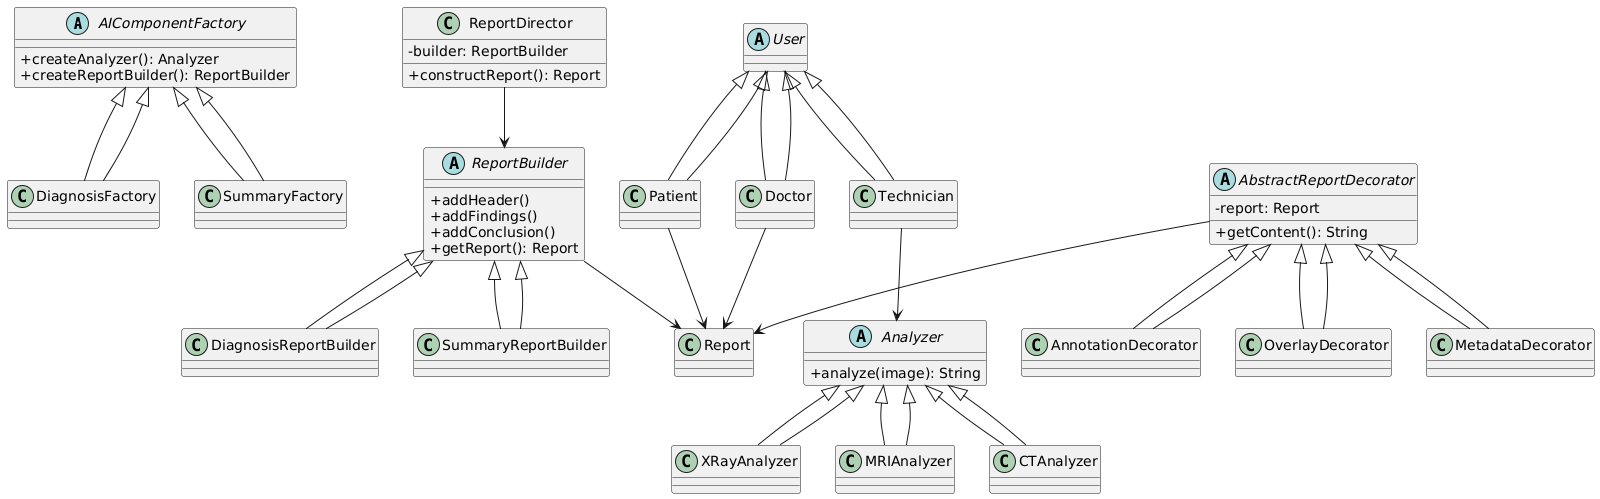 A AIComponentFactory
+createAnalyzer(): Analyzer
+createReportBuilder(): ReportBuilder
C ReportDirector
-builder: ReportBuilder
+constructReport(): Report
A User
A ReportBuilder
+addHeader()
+addFindings()
+addConclusion()
+getReport(): Report
C DiagnosisFactory
C SummaryFactory
C Patient
C Doctor
C Technician
A AbstractReportDecorator
-report: Report
+getContent(): String
C DiagnosisReportBuilder
C SummaryReportBuilder
C Report
A Analyzer
+analyze(image): String
C AnnotationDecorator
C OverlayDecorator
C MetadataDecorator
C XRayAnalyzer
C MRIAnalyzer
C CTAnalyzer